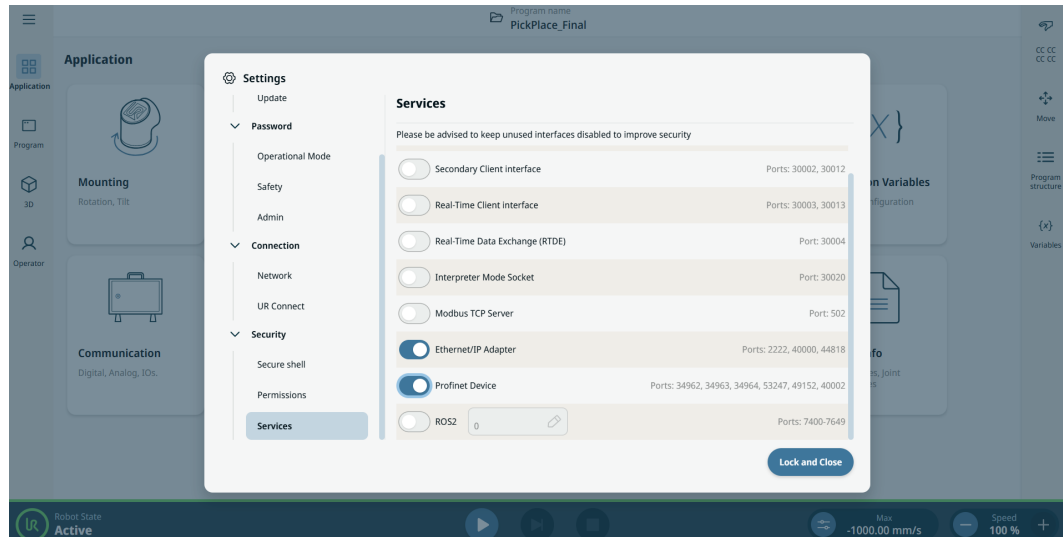 Program name
PickPlace_Final
Application
Application
Program
3D
Operator
Mounting
Rotation, Tilt
Communication
Digital, Analog, IOs.
Settings
Update
Password
Operational Mode
Safety
Admin
Connection
Network
UR Connect
Security
Secure shell
Permissions
Services
Services
Please be advised to keep unused interfaces disabled to improve security
Secondary Client interface Ports: 30002, 30012
Real-Time Client interface Ports: 30003, 30013
Real-Time Data Exchange (RTDE) Port: 30004
Interpreter Mode Socket Port: 30020
Modbus TCP Server Port: 502
Ethernet/IP Adapter Ports: 2222, 40000, 44818
Profinet Device Ports: 34962, 34963, 34964, 53247, 49152, 40002
ROS2 0 Ports: 7400-7649
Lock and Close
X}
Variables
CC CC
CC CC
Move
Program
structure
{x}
Variables
UR
Robot State
Active
Max
-1000.00 mm/s
Speed
100 %